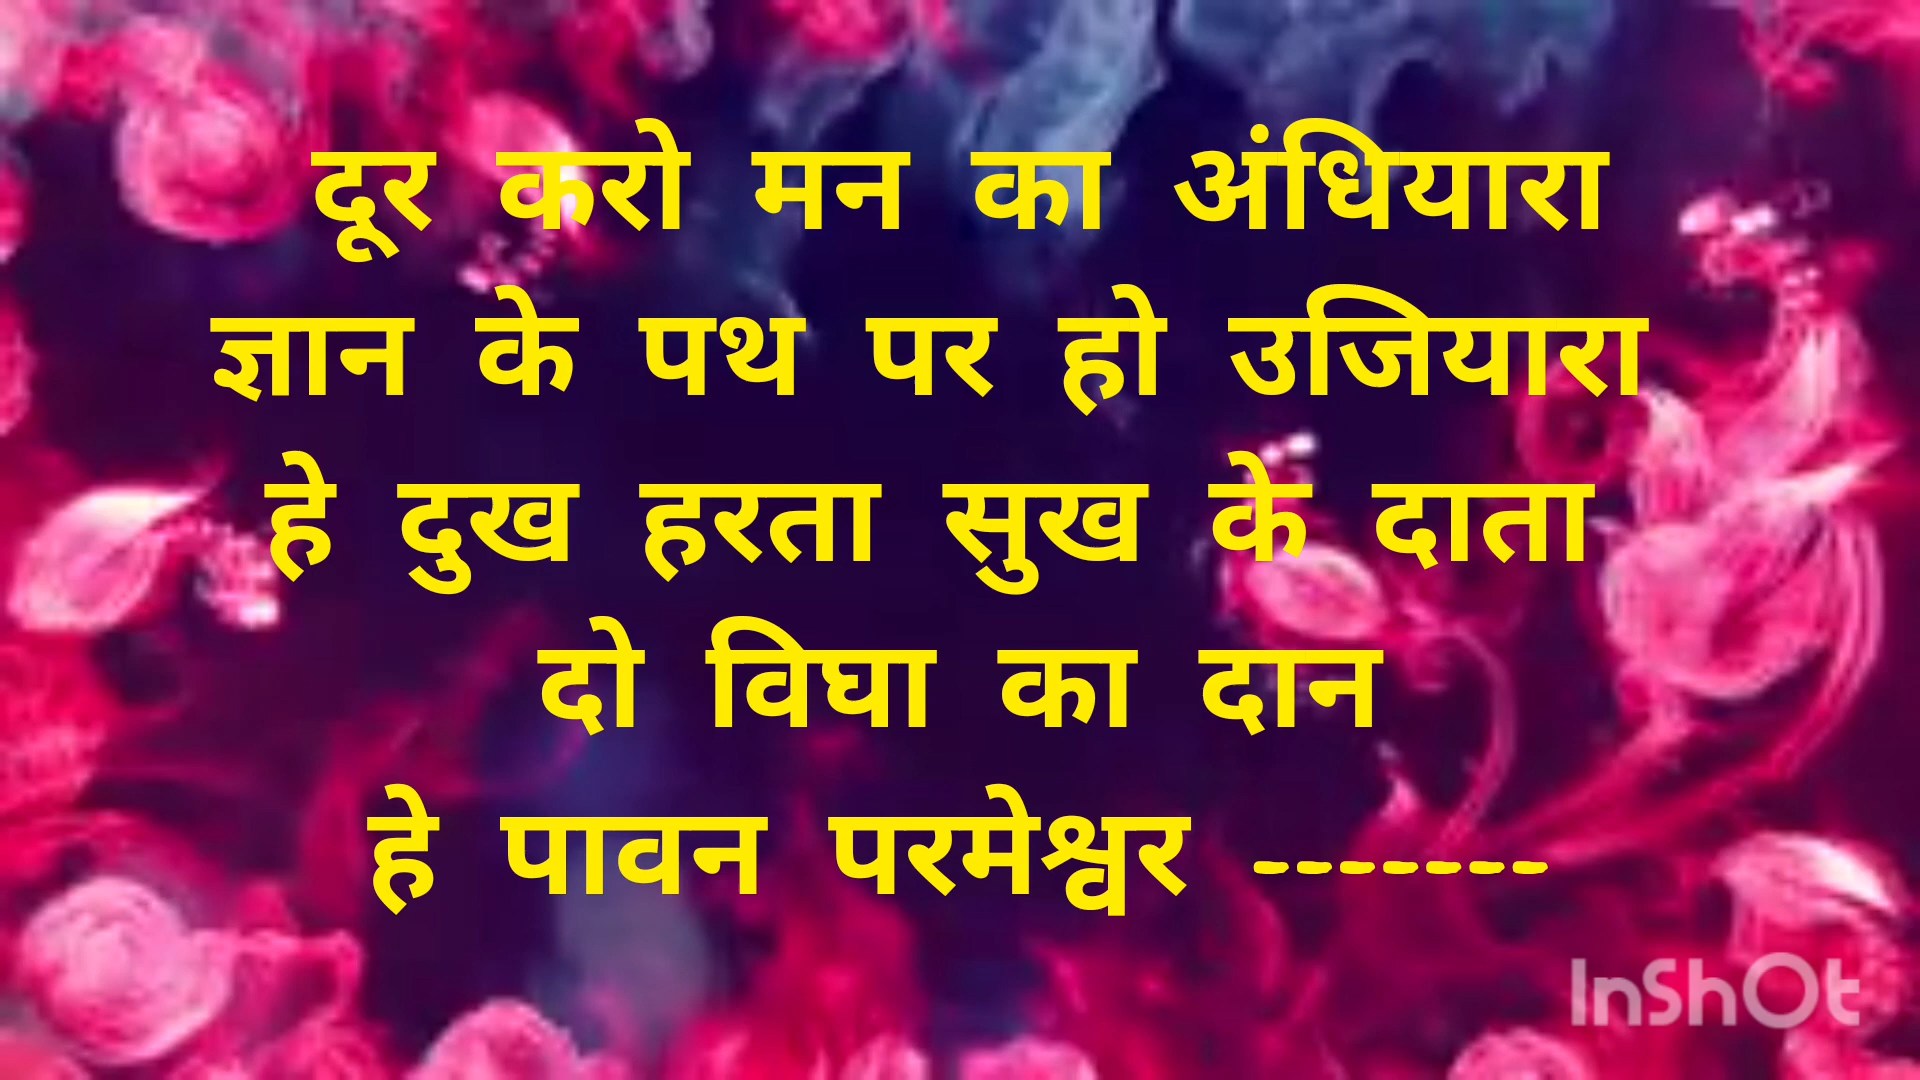 दूर करो मन का अंधियारा
ज्ञान के पथ पर हो उजियारा
हे दुख हरता सुख के दाता
दो विघा का दान
हे पावन परमेश्वर -------
InShOt